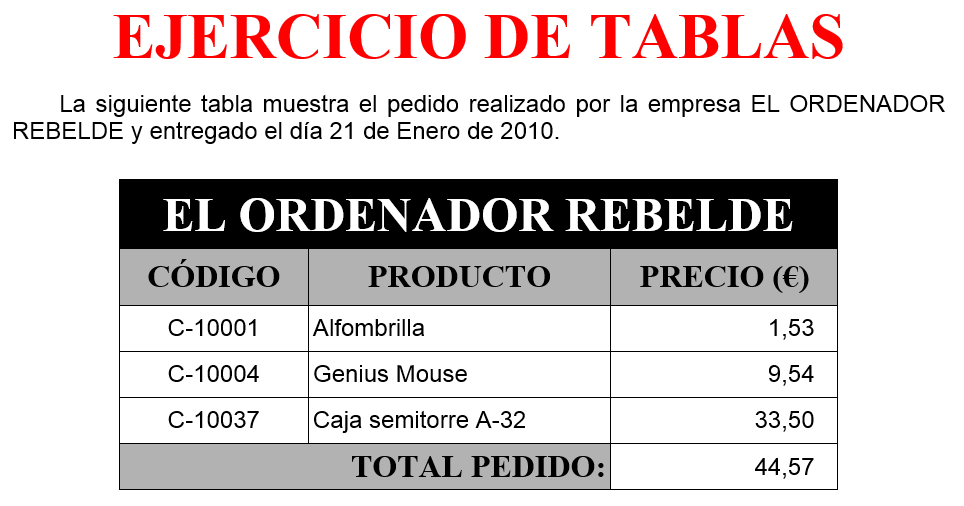 EJERCICIO DE TABLAS
La siguiente tabla muestra el pedido realizado por la empresa EL ORDENADOR
REBELDE y entregado el día 21 de Enero de 2010.
EL ORDENADOR REBELDE
CÓDIGO PRODUCTO PRECIO (€)
C-10001 Alfombrilla 1,53
C-10004 Genius Mouse 9,54
C-10037 Caja semitorre A-32 33,50
TOTAL PEDIDO: 44,57